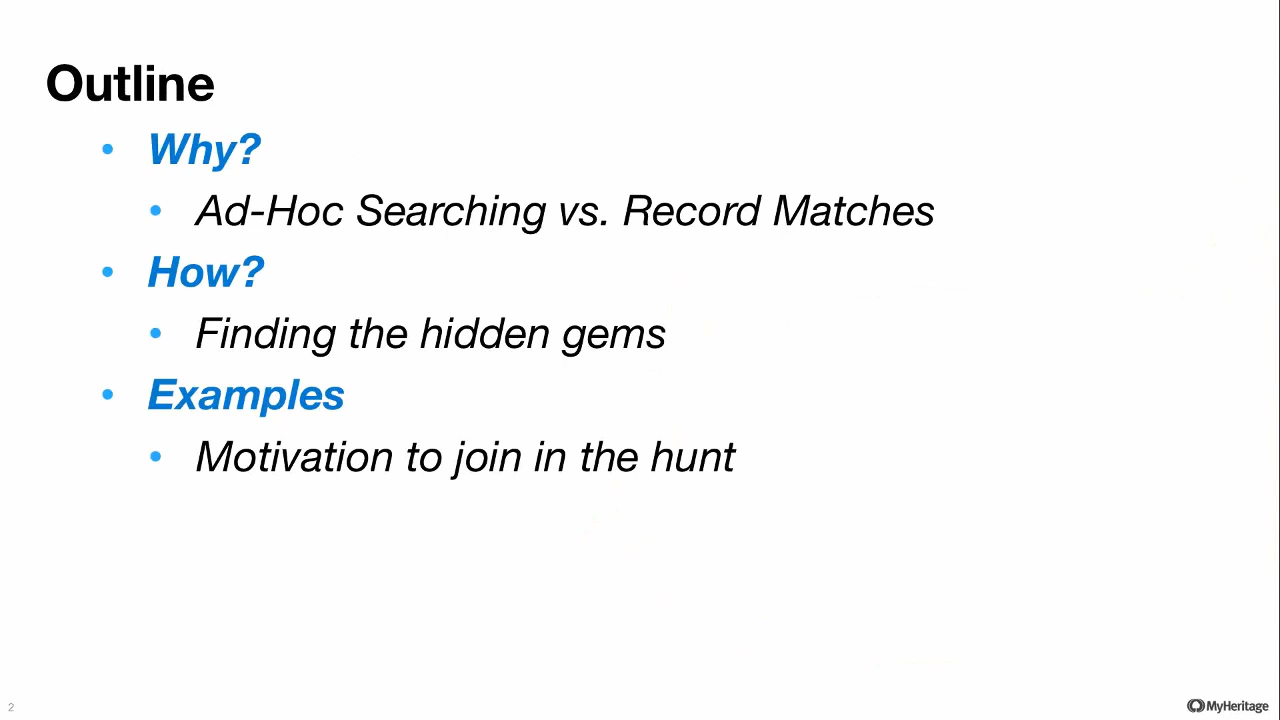 Outline
• Why?
• Ad-Hoc Searching vs. Record Matches
• How?
• Finding the hidden gems
• Examples
• Motivation to join in the hunt
2
MyHeritage